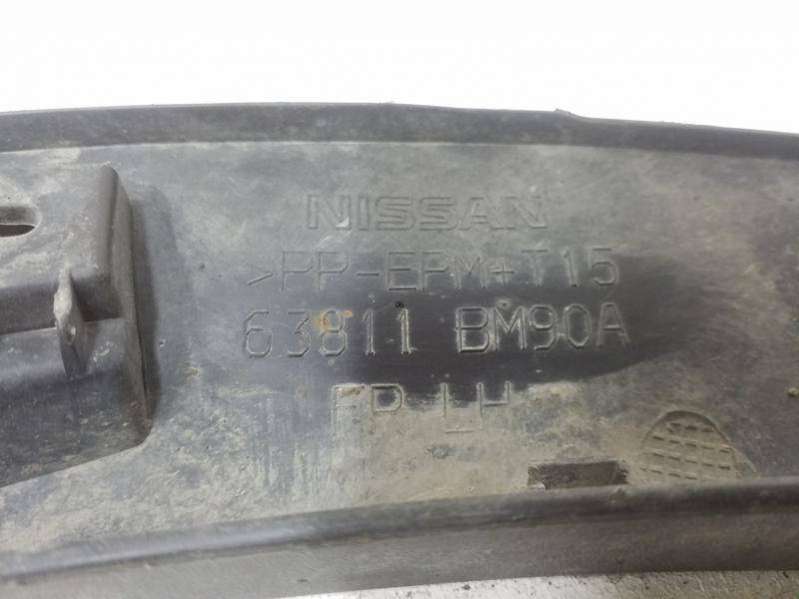 NISSAN
>PP-EPM+T15
63811 BM90A
FR LH